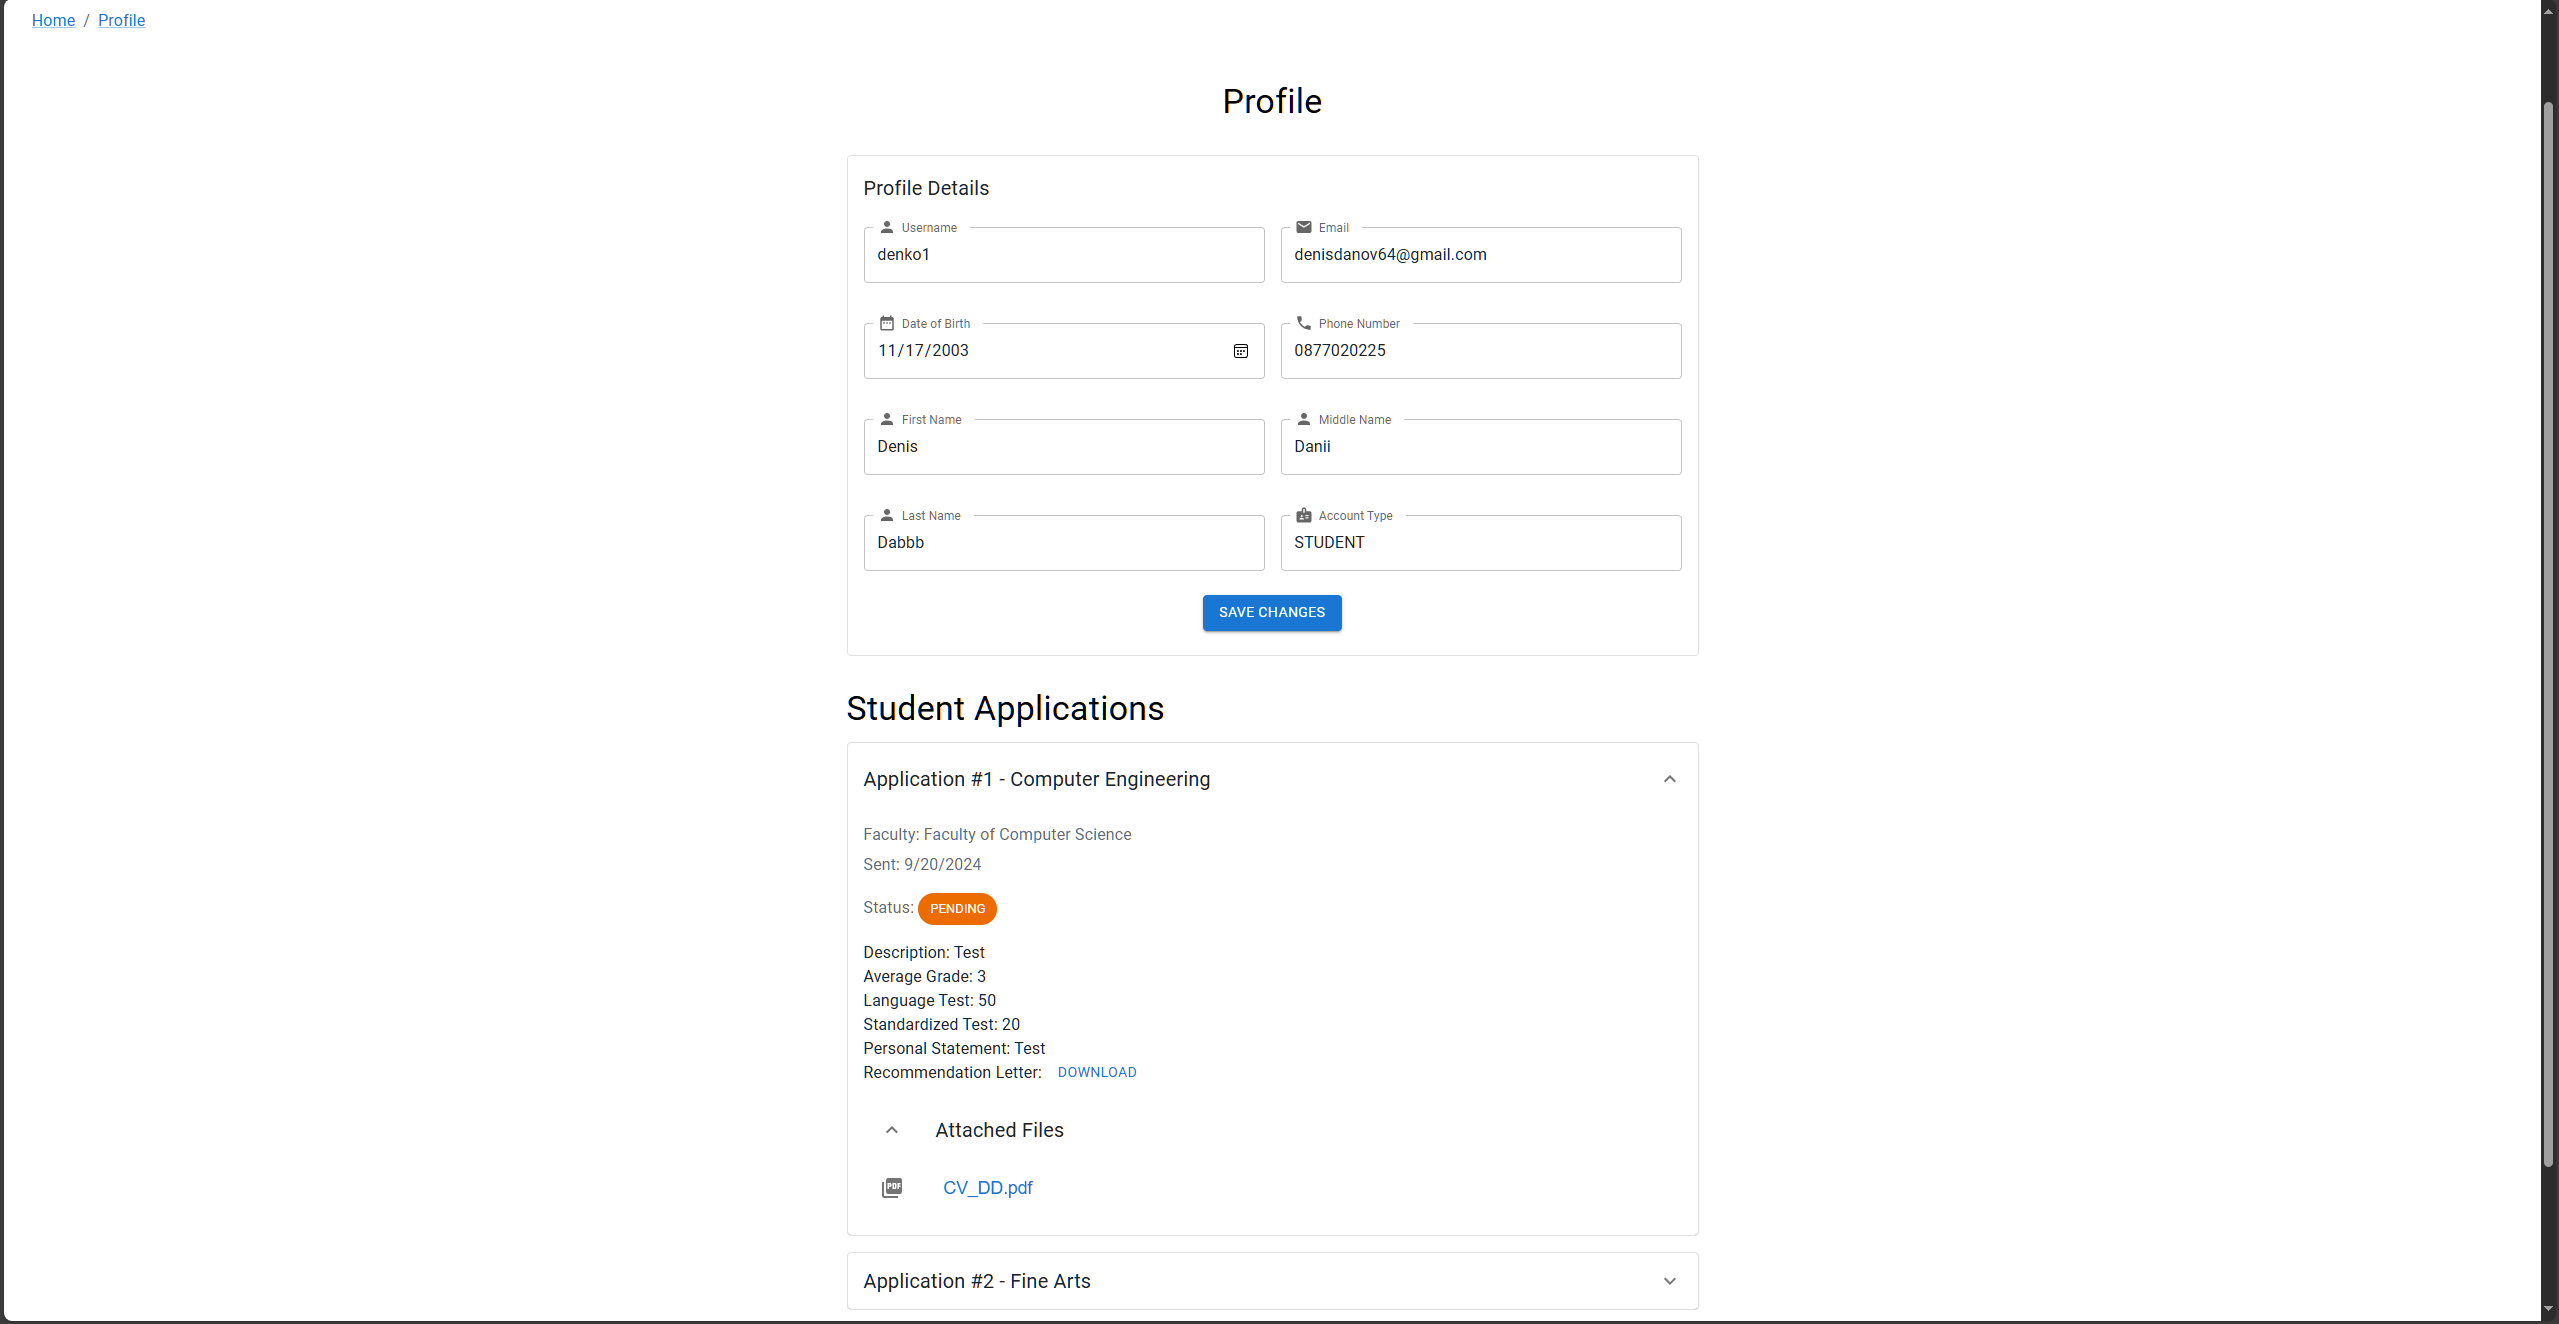 Home / Profile
Profile
Profile Details
Username
denko1
Email
denisdanov64@gmail.com
Date of Birth
11/17/2003
Phone Number
0877020225
First Name
Denis
Middle Name
Danii
Last Name
Dabbb
Account Type
STUDENT
SAVE CHANGES
Student Applications
Application #1 - Computer Engineering
Faculty: Faculty of Computer Science
Sent: 9/20/2024
Status: PENDING
Description: Test
Average Grade: 3
Language Test: 50
Standardized Test: 20
Personal Statement: Test
Recommendation Letter: DOWNLOAD
Attached Files
PDF CV_DD.pdf
Application #2 - Fine Arts